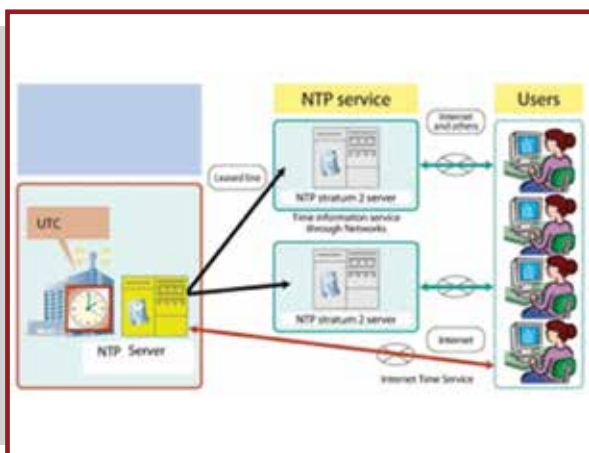 NTP service
Users
Internet
and others
Leased line
NTP stratum 2 server
Time information service
through Networks
UTC
NTP Server
NTP stratum 2 server
Internet
Internet Time Service